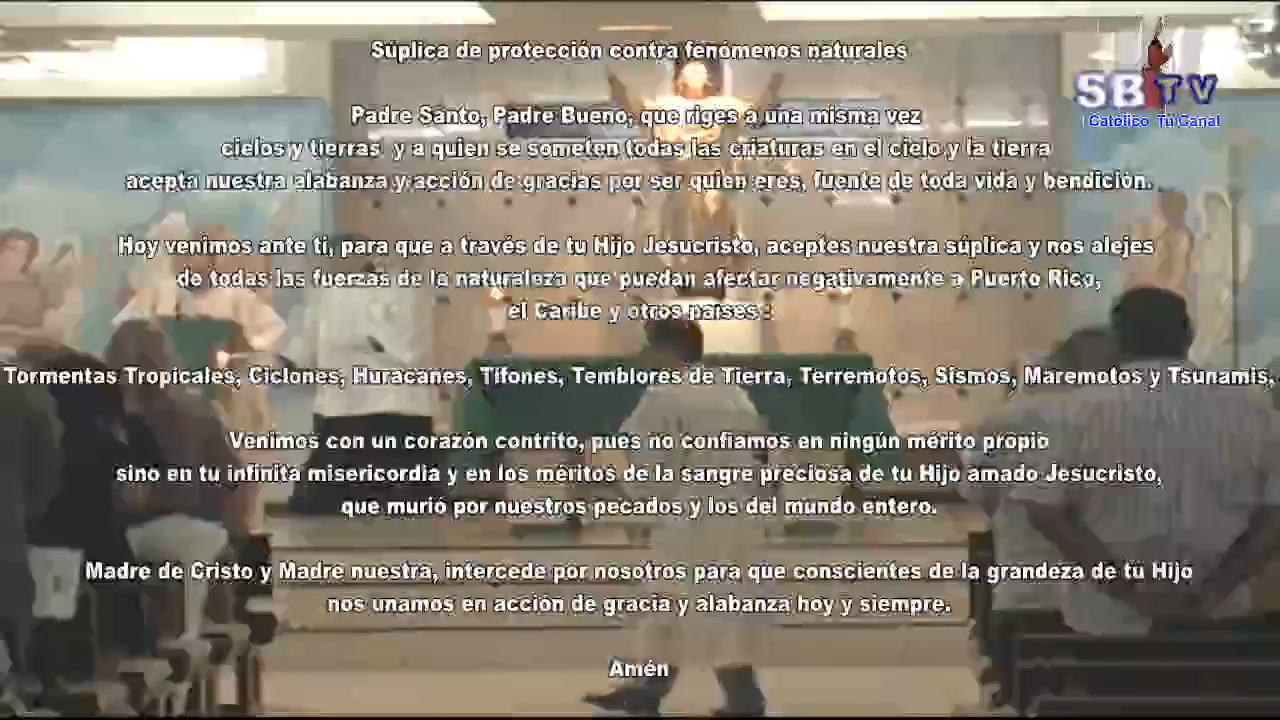 Súplica de protección contra fenómenos naturales
SBTV
Católico Tu Canal
Padre Santo, Padre Bueno, que riges a una misma vez
cielos y tierras y a quien se someten todas las criaturas en el cielo y la tierra
acepta nuestra alabanza y acción de gracias por ser quien eres, fuente de toda vida y bendición.
Hoy venimos ante ti, para que a través de tu Hijo Jesucristo, aceptes nuestra súplica y nos alejes
de todas las fuerzas de la naturaleza que puedan afectar negativamente a Puerto Rico,
el Caribe y otros países :
Tormentas Tropicales, Ciclones, Huracanes, Tifones, Temblores de Tierra, Terremotos, Sismos, Maremotos y Tsunamis,
Venimos con un corazón contrito, pues no confiamos en ningún mérito propio
sino en tu infinita misericordia y en los méritos de la sangre preciosa de tu Hijo amado Jesucristo,
que murió por nuestros pecados y los del mundo entero.
Madre de Cristo y Madre nuestra, intercede por nosotros para que conscientes de la grandeza de tu Hijo
nos unamos en acción de gracia y alabanza hoy y siempre.
Amén